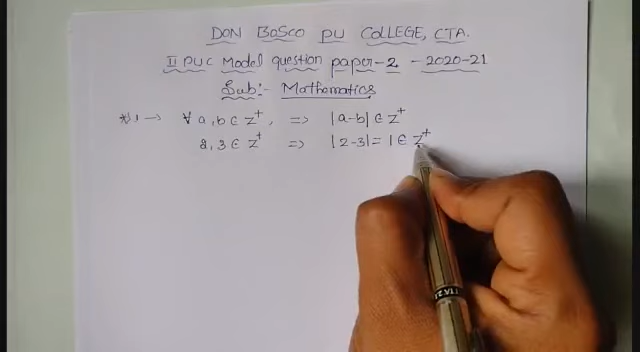 DON BOSCO PU COLLEGE, CTA.
II PUC Model question paper-2 - 2020-21
Sub:- Mathematics
*) 1 → ∀ a, b ∈ Z⁺, ⇒ |a-b| ∈ Z⁺
2, 3 ∈ Z⁺ ⇒ |2-3| = 1 ∈ Z⁺